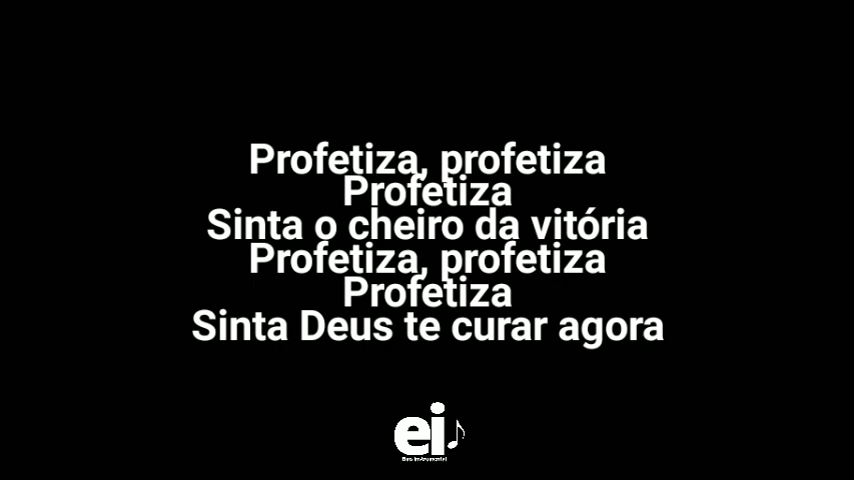 Profetiza, profetiza
Profetiza
Sinta o cheiro da vitória
Profetiza, profetiza
Profetiza
Sinta Deus te curar agora
ei